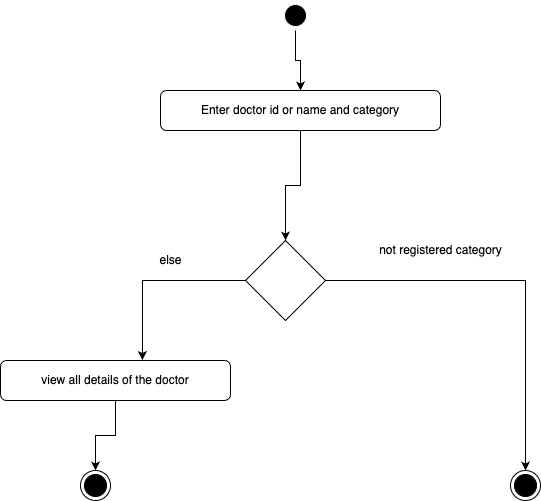 Enter doctor id or name and category
not registered category
else
view all details of the doctor